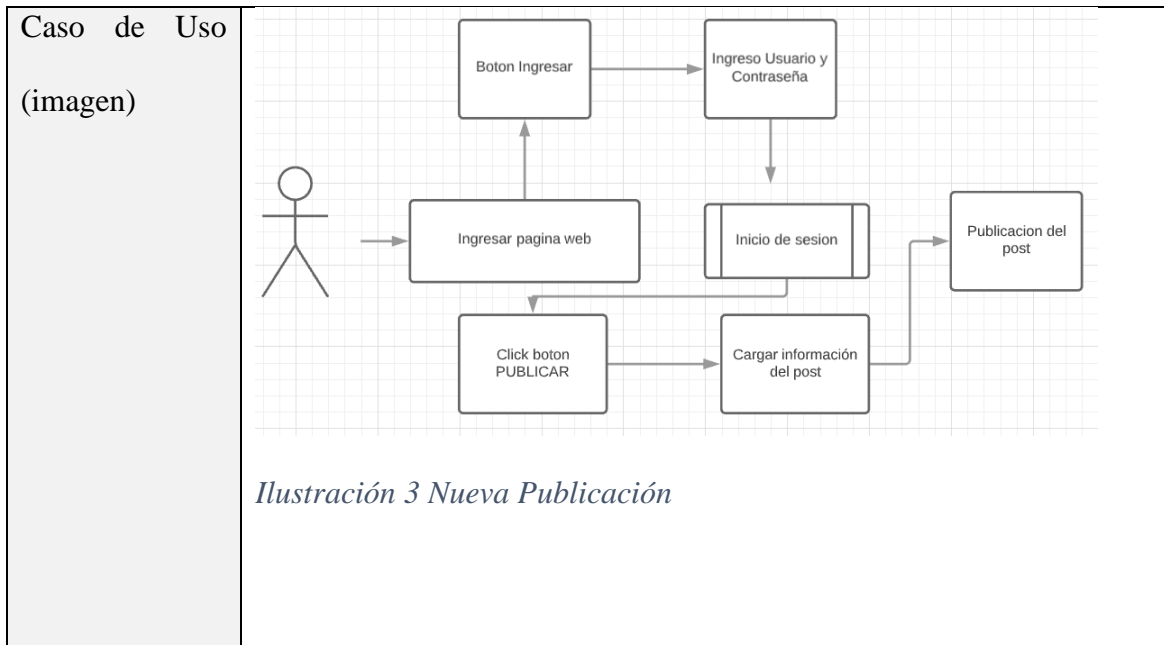 Caso de Uso
(imagen)
Boton Ingresar
Ingreso Usuario y
Contraseña
Ingresar pagina web
Inicio de sesion
Publicacion del
post
Click boton
PUBLICAR
Cargar información
del post
Ilustración 3 Nueva Publicación